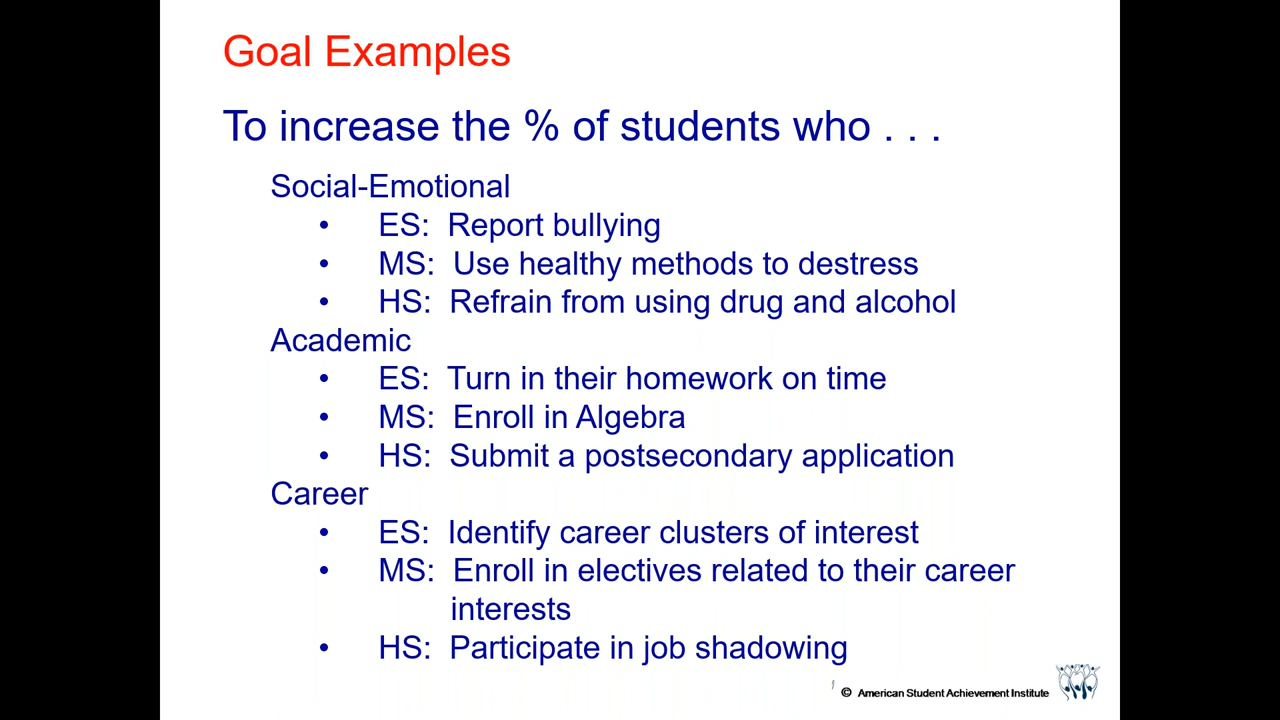 Goal Examples
To increase the % of students who . . .
Social-Emotional
• ES: Report bullying
• MS: Use healthy methods to destress
• HS: Refrain from using drug and alcohol
Academic
• ES: Turn in their homework on time
• MS: Enroll in Algebra
• HS: Submit a postsecondary application
Career
• ES: Identify career clusters of interest
• MS: Enroll in electives related to their career
interests
• HS: Participate in job shadowing
© American Student Achievement Institute